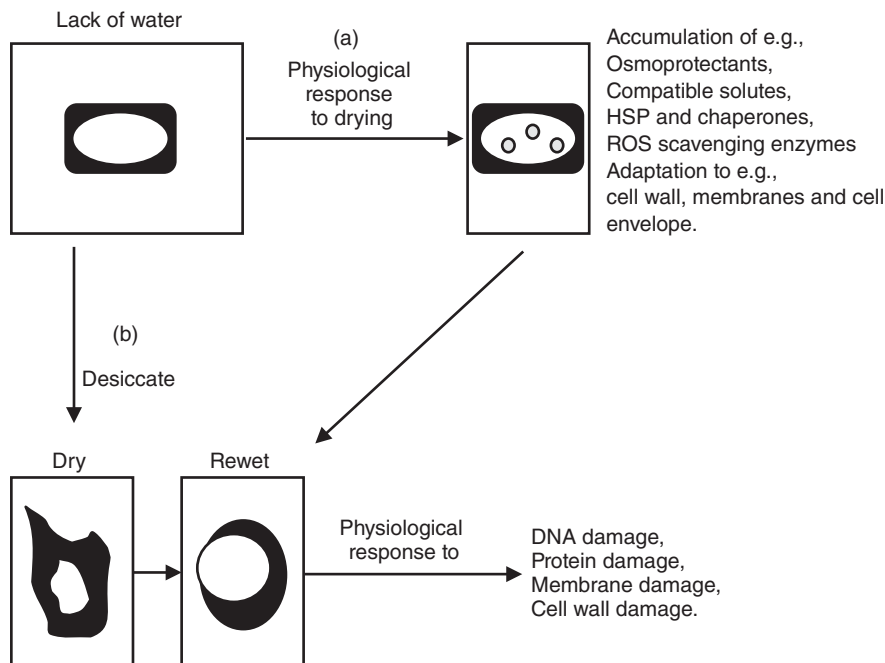 Lack of water
(a)
Physiological
response
to drying
Accumulation of e.g.,
Osmoprotectants,
Compatible solutes,
HSP and chaperones,
ROS scavenging enzymes
Adaptation to e.g.,
cell wall, membranes and cell
envelope.
(b)
Desiccate
Dry
Rewet
Physiological
response to
DNA damage,
Protein damage,
Membrane damage,
Cell wall damage.